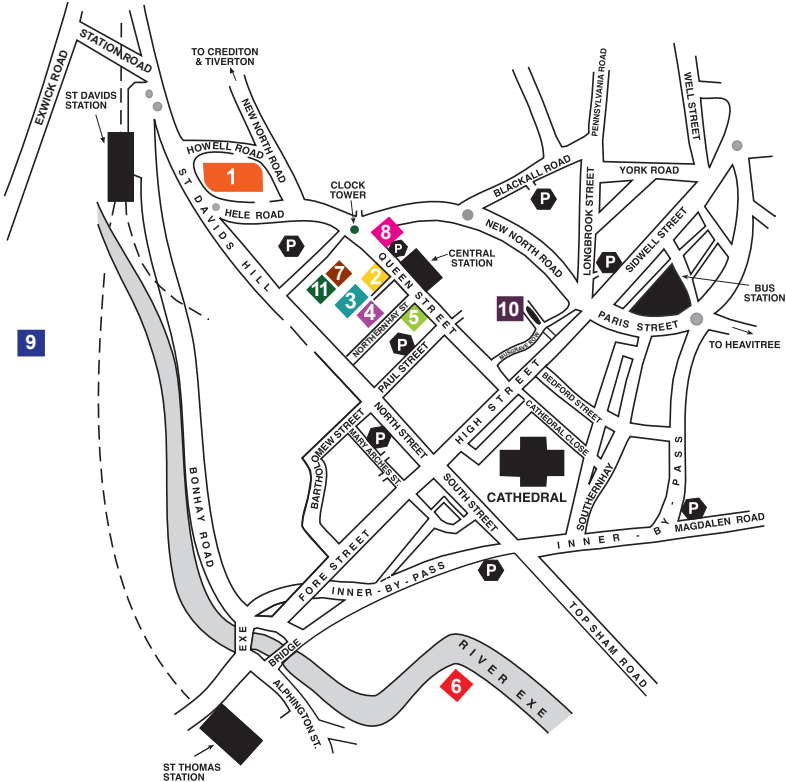 STATION ROAD
EXWICK ROAD
TO CREDITON
& TIVERTON
ST DAVIDS
STATION
NEW NORTH ROAD
HOWELL ROAD
1
ST DAVIDS HILL
HELE ROAD
CLOCK
TOWER
P
8
P
CENTRAL
STATION
QUEEN STREET
7
2
11
3
4
5
NORTHERNHAY ST
P
PAUL STREET
BLACKALL ROAD
P
NEW NORTH ROAD
PENNSYLVANIA ROAD
WELL STREET
YORK ROAD
LONGBROOK STREET
P
SIDWELL STREET
BUS
STATION
PARIS STREET
TO HEAVITREE
10
MUSGRAVE ROW
9
HIGH STREET
BEDFORD STREET
CATHEDRAL CLOSE
CATHEDRAL
SOUTHERNHAY
NORTH STREET
P
BARTHOLOMEW STREET
MARY ARCHES ST.
SOUTH STREET
BONHAY ROAD
FORE STREET
INNER-BY-PASS
P
INNER-BY-PASS
P
MAGDALEN ROAD
TOPSHAM ROAD
EXE
BRIDGE
RIVER EXE
6
ALPHINGTON ST.
ST THOMAS
STATION